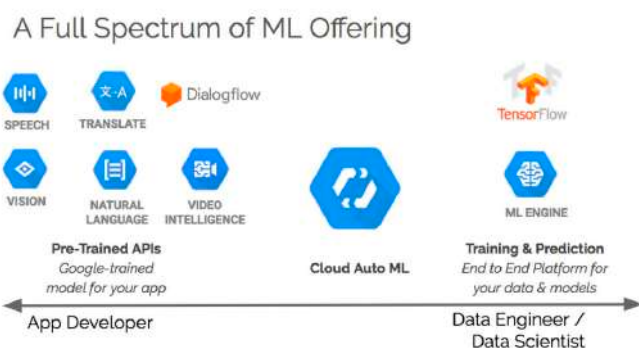 A Full Spectrum of ML Offering
Dialogflow
SPEECH
TRANSLATE
TensorFlow
VISION
NATURAL
LANGUAGE
VIDEO
INTELLIGENCE
ML ENGINE
Pre-Trained APIs
Google-trained
model for your app
Cloud Auto ML
Training & Prediction
End to End Platform for
your data & models
App Developer
Data Engineer /
Data Scientist